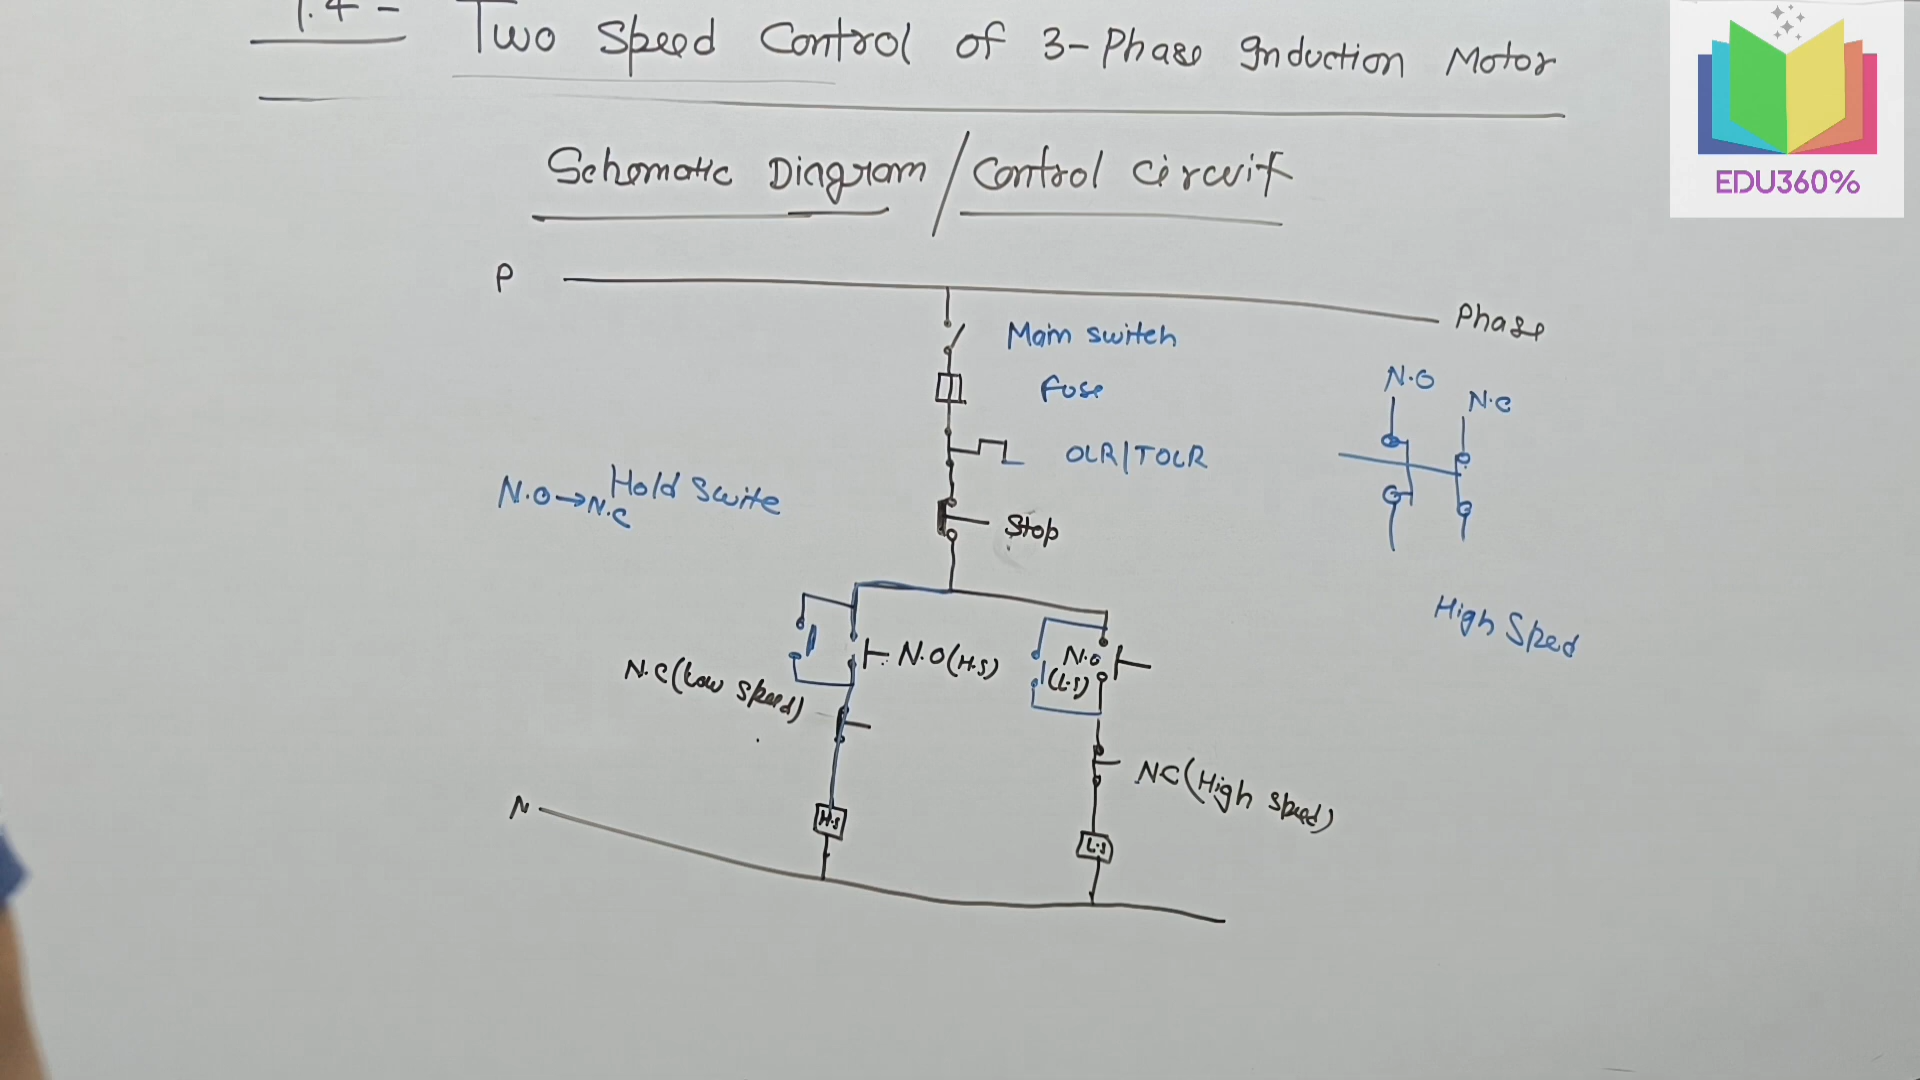 1.4 - Two Speed Control of 3-Phase Induction Motor
Schematic Diagram / Control Circuit
P
Phase
Main switch
N.O
N.C
Fuse
OLR/TOLR
N.O→N.C
Hold Swite
Stop
High Speed
N.O(H.S)
N.O
(L.S)
N.C(Low Speed)
NC(High Speed)
N
H.S
L.S
EDU360%